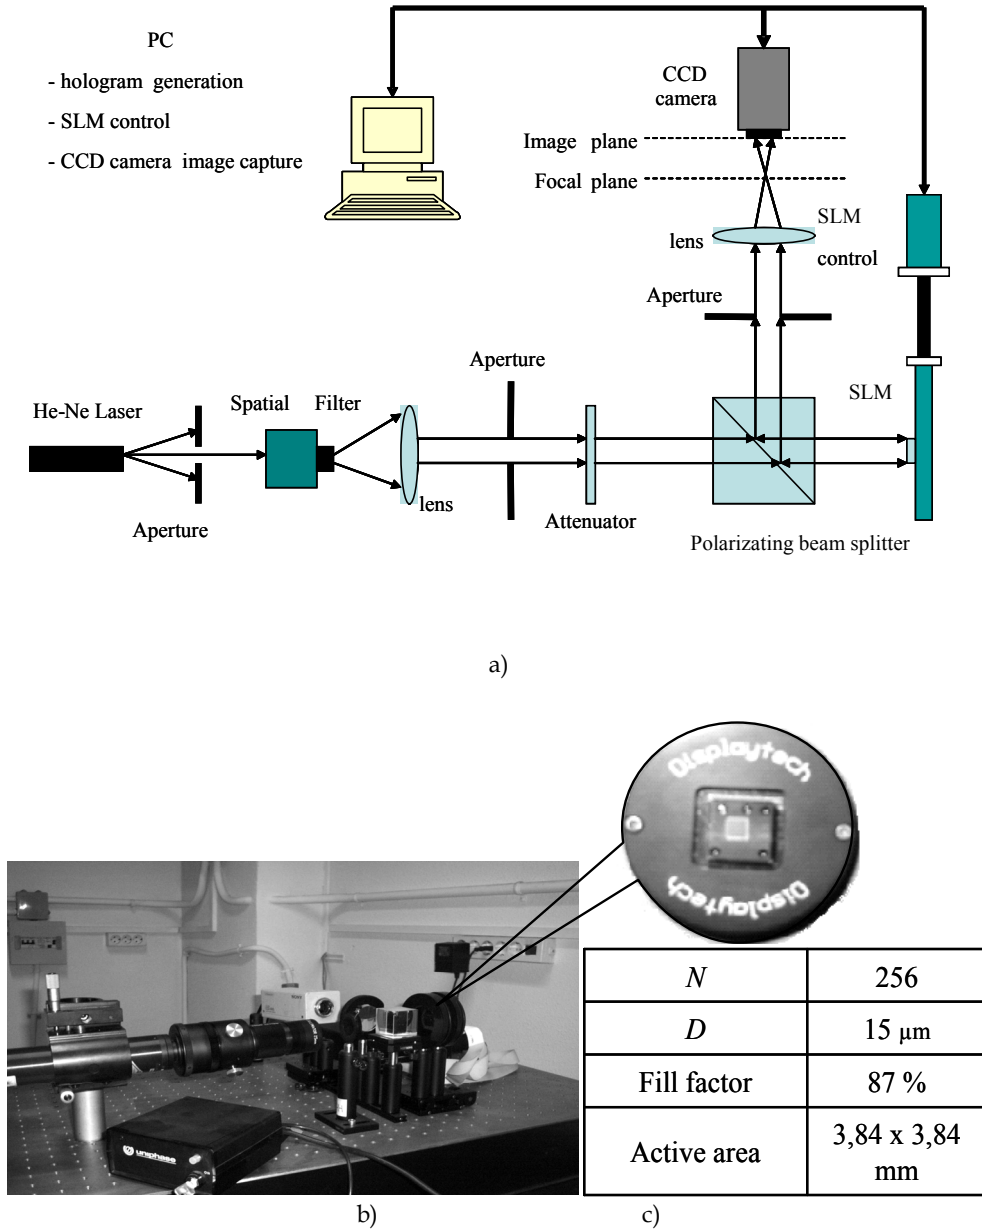 PC
- hologram generation
- SLM control
- CCD camera image capture
CCD
camera
Image plane
Focal plane
lens
SLM
control
Aperture
He-Ne Laser
Aperture
Spatial Filter
lens
Aperture
Attenuator
SLM
Polarizating beam splitter
a)
Displaytech
Displaytech
uniphase
N 256
D 15 μm
Fill factor 87 %
Active area 3,84 x 3,84
mm
b) c)